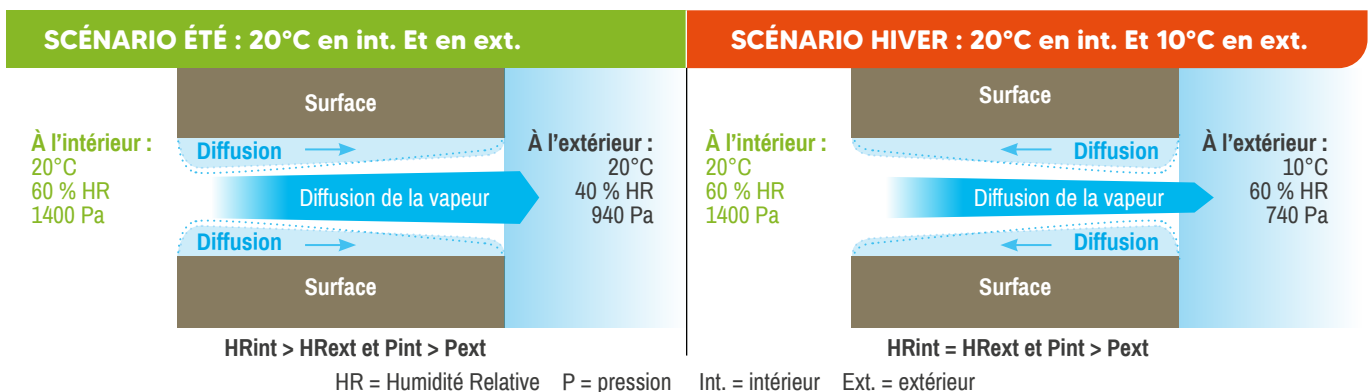 SCÉNARIO ÉTÉ : 20°C en int. Et en ext.
Surface
À l'intérieur :
20°C
60 % HR
1400 Pa
Diffusion
Diffusion de la vapeur
Diffusion
À l'extérieur :
20°C
40 % HR
940 Pa
Surface
HRint > HRext et Pint > Pext
SCÉNARIO HIVER : 20°C en int. Et 10°C en ext.
Surface
À l'intérieur :
20°C
60 % HR
1400 Pa
Diffusion
Diffusion de la vapeur
Diffusion
À l'extérieur :
10°C
60 % HR
740 Pa
Surface
HRint = HRext et Pint > Pext
HR = Humidité Relative P = pression Int. = intérieur Ext. = extérieur